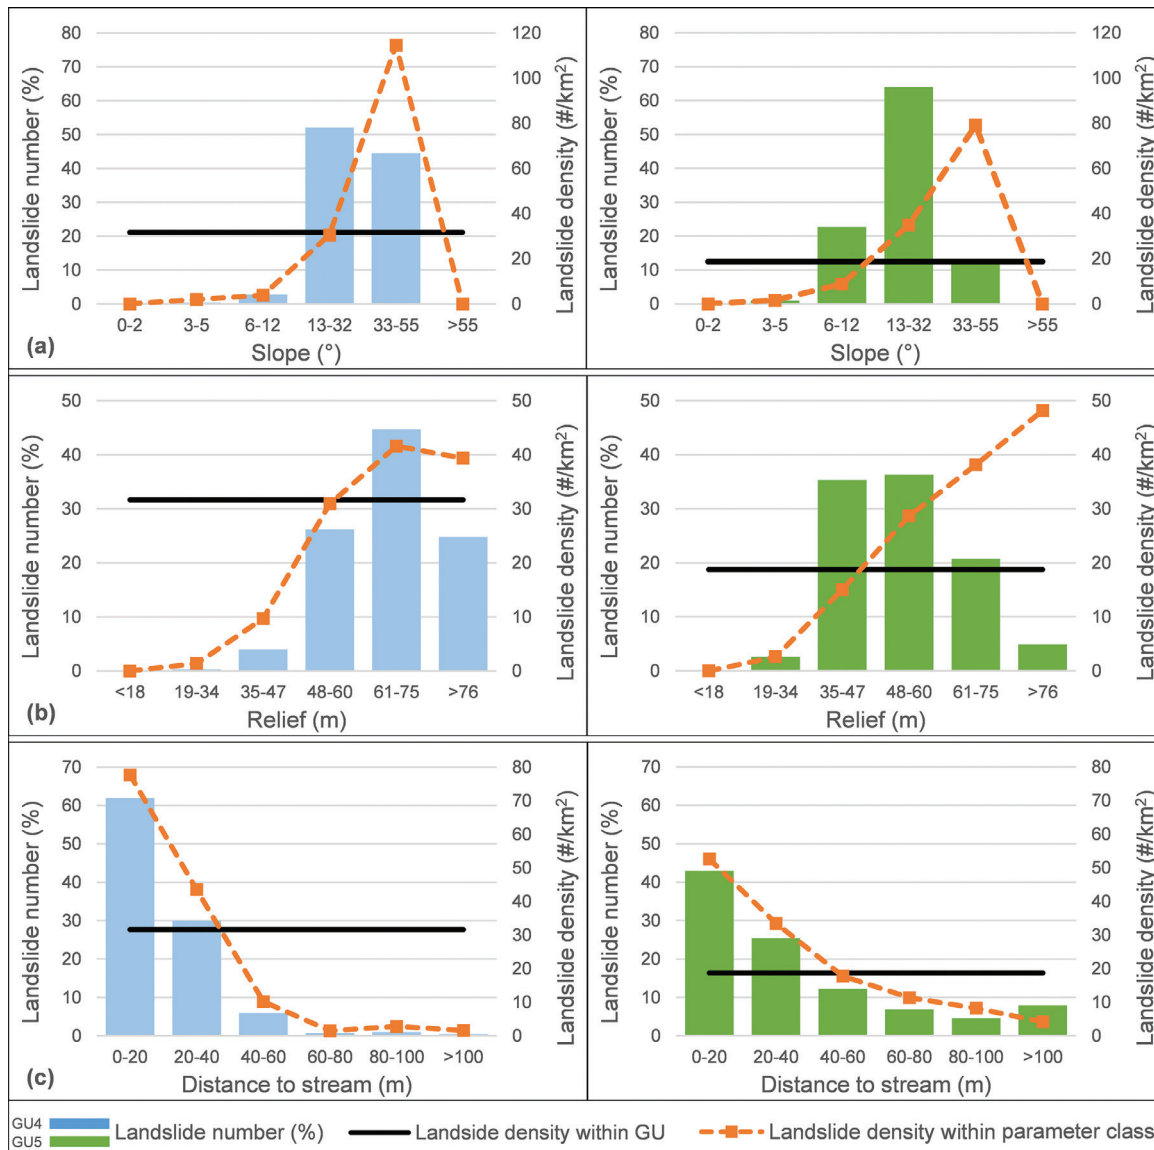 80
70
60
50
40
30
20
10
0
Landslide number (%)
120
100
80
60
40
20
0
Landslide density (#/km²)
0-2 3-5 6-12 13-32 33-55 >55
Slope (°)
(a)
80
70
60
50
40
30
20
10
0
Landslide number (%)
120
100
80
60
40
20
0
Landslide density (#/km²)
0-2 3-5 6-12 13-32 33-55 >55
Slope (°)
50
40
30
20
10
0
Landslide number (%)
50
40
30
20
10
0
Landslide density (#/km²)
<18 19-34 35-47 48-60 61-75 >76
Relief (m)
(b)
50
40
30
20
10
0
Landslide number (%)
50
40
30
20
10
0
Landslide density (#/km²)
<18 19-34 35-47 48-60 61-75 >76
Relief (m)
70
60
50
40
30
20
10
0
Landslide number (%)
80
70
60
50
40
30
20
10
0
Landslide density (#/km²)
0-20 20-40 40-60 60-80 80-100 >100
Distance to stream (m)
(c)
70
60
50
40
30
20
10
0
Landslide number (%)
80
70
60
50
40
30
20
10
0
Landslide density (#/km²)
0-20 20-40 40-60 60-80 80-100 >100
Distance to stream (m)
GU4
GU5
Landslide number (%)
Landside density within GU
Landslide density within parameter class